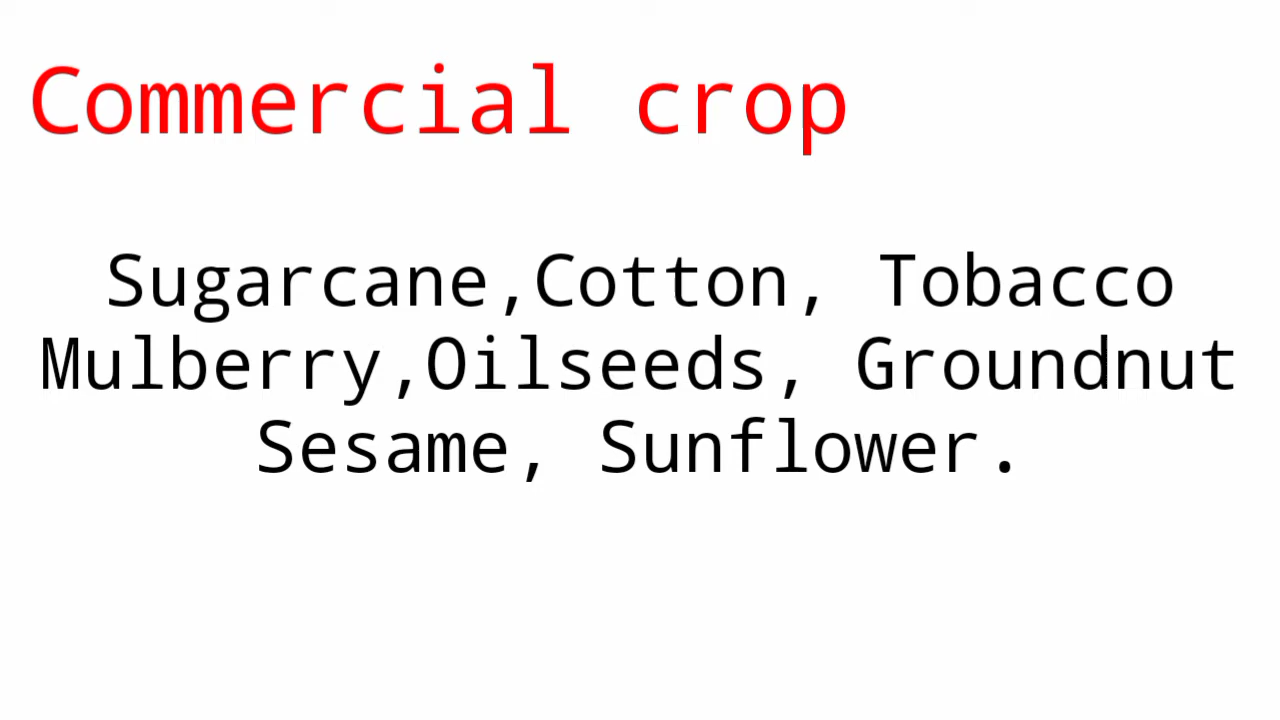 Commercial crop
Sugarcane,Cotton, Tobacco
Mulberry,Oilseeds, Groundnut
Sesame, Sunflower.